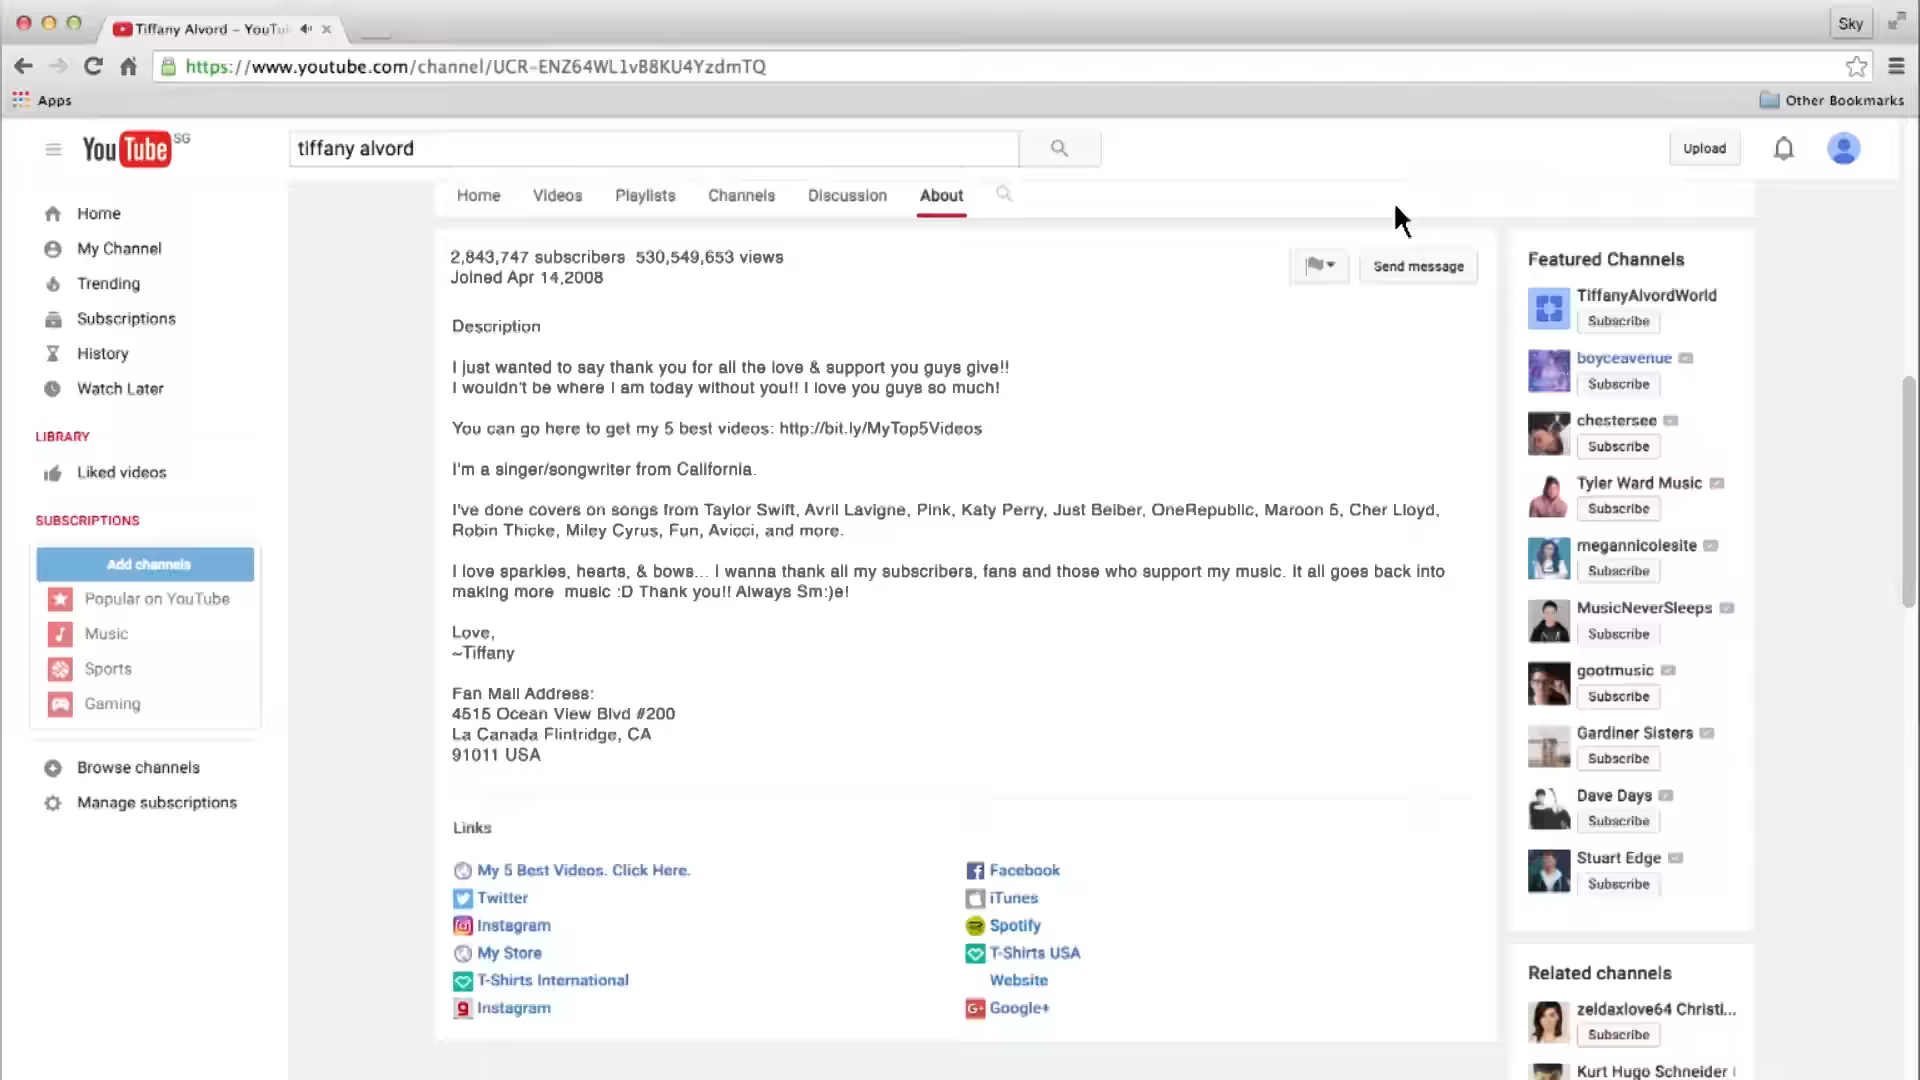 Tiffany Alvord – YouTu
Sky
https://www.youtube.com/channel/UCR-ENZ64WL1vB8KU4YzdmTQ
Apps
Other Bookmarks
YouTube SG
tiffany alvord
Upload
Home Videos Playlists Channels Discussion About
Home
My Channel
Trending
Subscriptions
History
Watch Later
LIBRARY
Liked videos
SUBSCRIPTIONS
Add channels
Popular on YouTube
Music
Sports
Gaming
Browse channels
Manage subscriptions
2,843,747 subscribers 530,549,653 views
Joined Apr 14,2008
Send message
Description
I just wanted to say thank you for all the love & support you guys give!!
I wouldn't be where I am today without you!! I love you guys so much!
You can go here to get my 5 best videos: http://bit.ly/MyTop5Videos
I'm a singer/songwriter from California.
I've done covers on songs from Taylor Swift, Avril Lavigne, Pink, Katy Perry, Just Beiber, OneRepublic, Maroon 5, Cher Lloyd,
Robin Thicke, Miley Cyrus, Fun, Avicci, and more.
I love sparkles, hearts, & bows... I wanna thank all my subscribers, fans and those who support my music. It all goes back into
making more music :D Thank you!! Always Sm:)e!
Love,
~Tiffany
Fan Mail Address:
4515 Ocean View Blvd #200
La Canada Flintridge, CA
91011 USA
Links
My 5 Best Videos. Click Here.
Facebook
Twitter
iTunes
Instagram
Spotify
My Store
T-Shirts USA
T-Shirts International
Website
Instagram
Google+
Featured Channels
TiffanyAlvordWorld
Subscribe
boyceavenue
Subscribe
chestersee
Subscribe
Tyler Ward Music
Subscribe
megannicolesite
Subscribe
MusicNeverSleeps
Subscribe
gootmusic
Subscribe
Gardiner Sisters
Subscribe
Dave Days
Subscribe
Stuart Edge
Subscribe
Related channels
zeldaxlove64 Christi...
Subscribe
Kurt Hugo Schneider